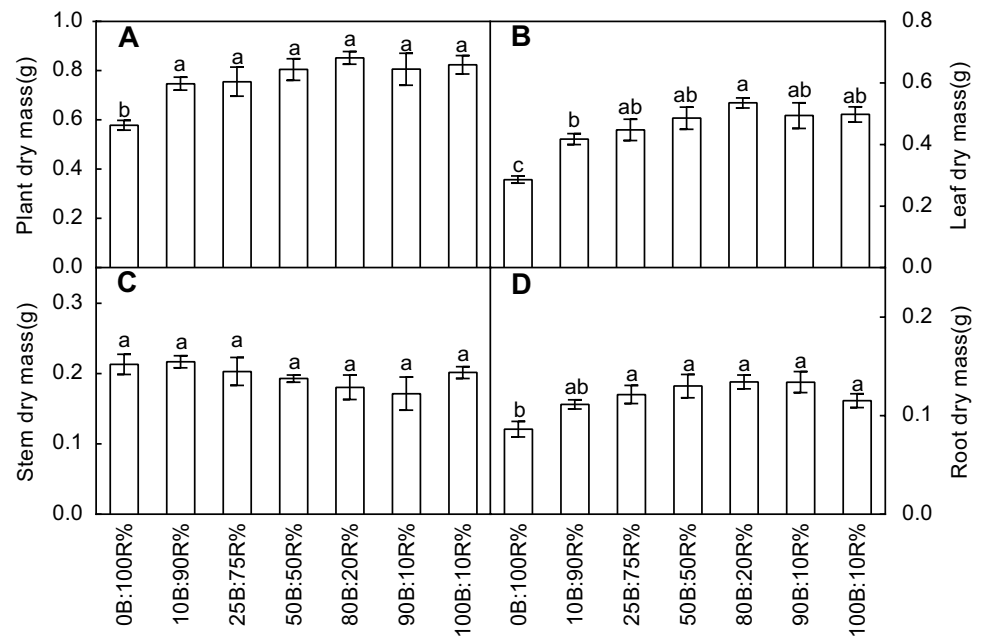 A
Plant dry mass(g)
1.0
0.8
0.6
0.4
0.2
0.0
b
a
a
a
a
a
a
B
Leaf dry mass(g)
0.8
0.6
0.4
0.2
0.0
c
b
ab
ab
a
ab
ab
C
Stem dry mass(g)
0.3
0.2
0.1
0.0
a
a
a
a
a
a
a
D
Root dry mass(g)
0.2
0.1
0.0
b
ab
a
a
a
a
a
0B:100R%
10B:90R%
25B:75R%
50B:50R%
80B:20R%
90B:10R%
100B:10R%
0B:100R%
10B:90R%
25B:75R%
50B:50R%
80B:20R%
90B:10R%
100B:10R%